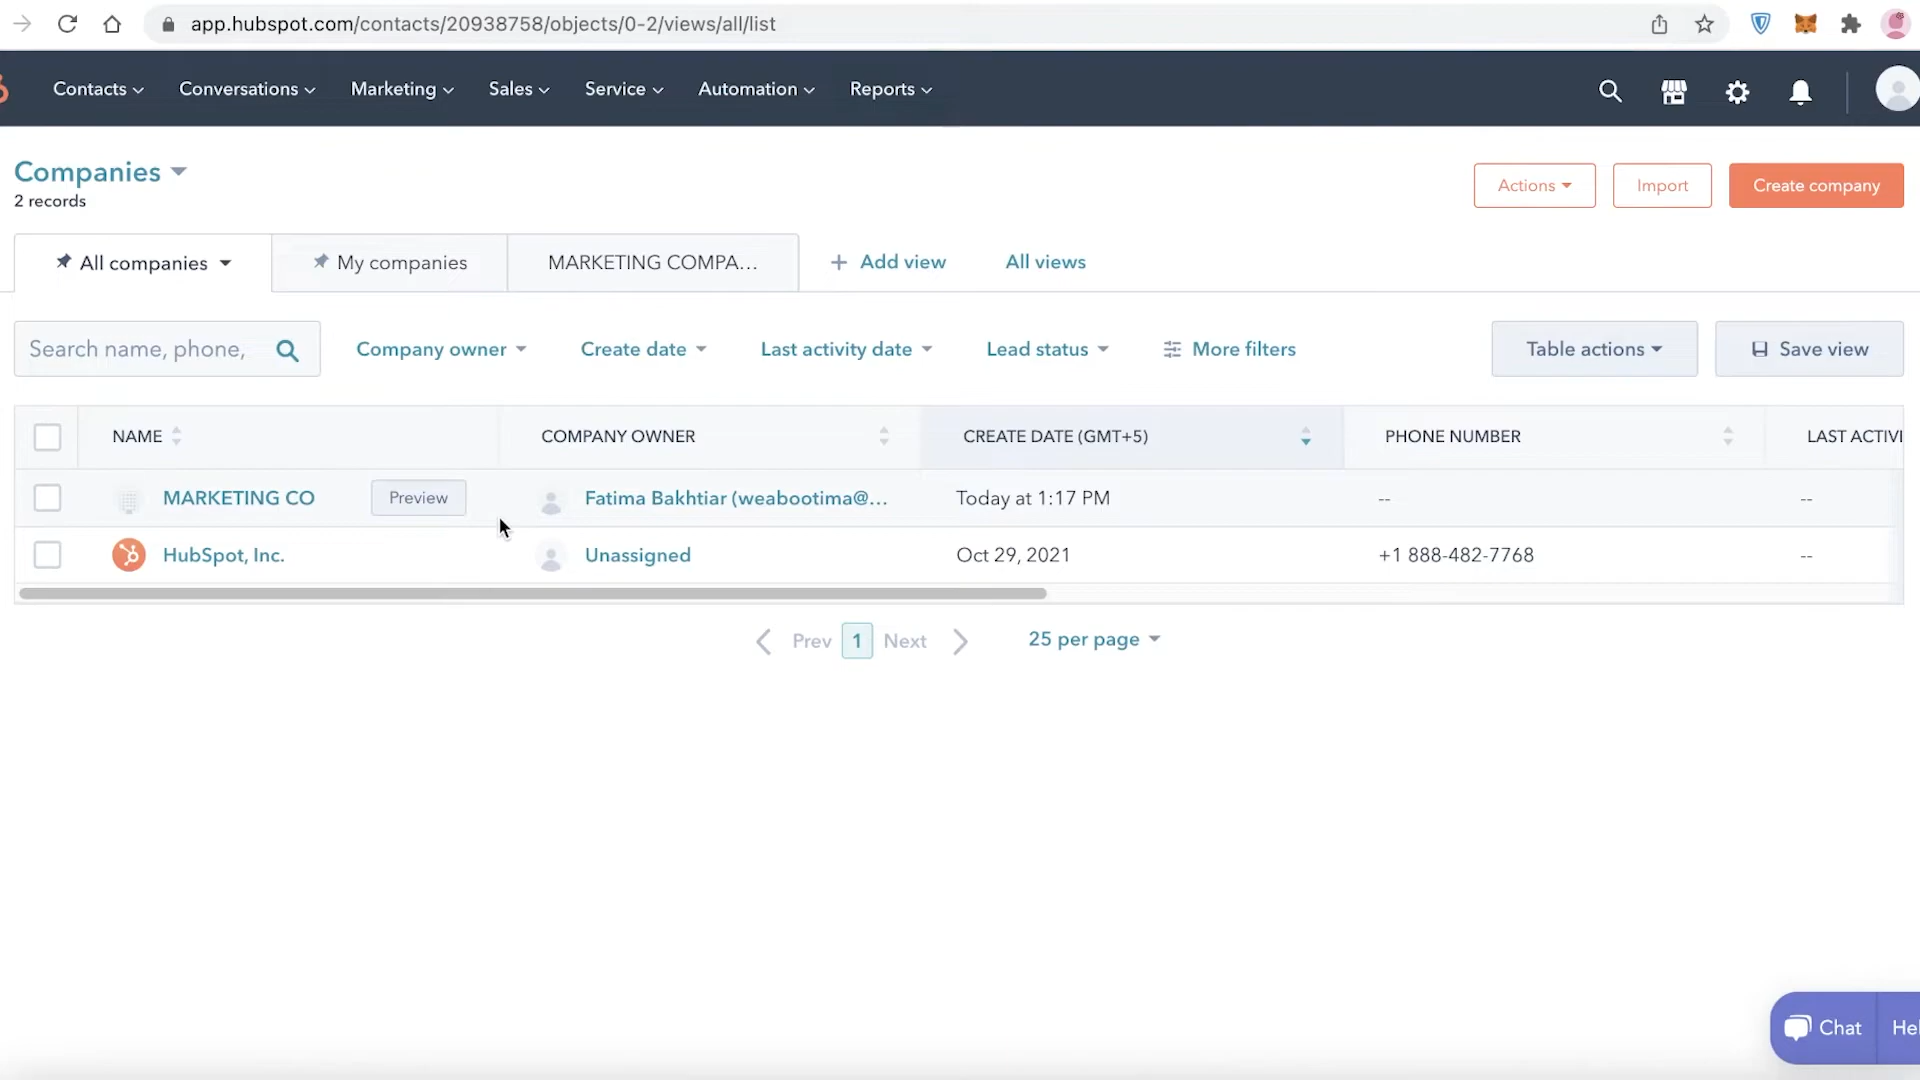 app.hubspot.com/contacts/20938758/objects/0-2/views/all/list
Contacts Conversations Marketing Sales Service Automation Reports
Companies
2 records
Actions Import Create company
All companies My companies MARKETING COMPA... + Add view All views
Search name, phone, Company owner Create date Last activity date Lead status More filters Table actions Save view
NAME COMPANY OWNER CREATE DATE (GMT+5) PHONE NUMBER LAST ACTIVI
MARKETING CO Preview Fatima Bakhtiar (weabootima@... Today at 1:17 PM -- --
HubSpot, Inc. Unassigned Oct 29, 2021 +1 888-482-7768 --
Prev 1 Next 25 per page
Chat Hel